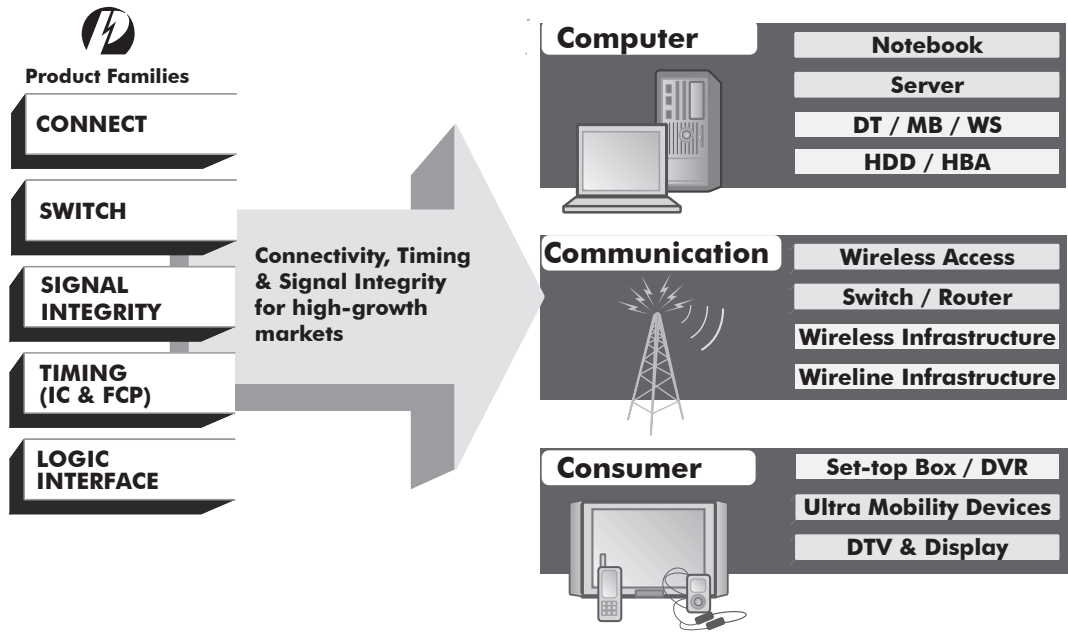 Product Families
CONNECT
SWITCH
SIGNAL
INTEGRITY
TIMING
(IC & FCP)
LOGIC
INTERFACE
Connectivity, Timing
& Signal Integrity
for high-growth
markets
Computer
Notebook
Server
DT / MB / WS
HDD / HBA
Communication
Wireless Access
Switch / Router
Wireless Infrastructure
Wireline Infrastructure
Consumer
Set-top Box / DVR
Ultra Mobility Devices
DTV & Display